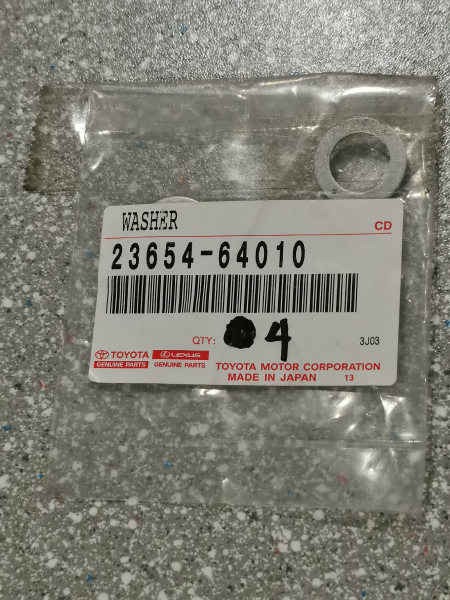 WASHER
CD
23654-64010
QTY: 4
3J03
TOYOTA LEXUS
GENUINE PARTS GENUINE PARTS
TOYOTA MOTOR CORPORATION
MADE IN JAPAN 13